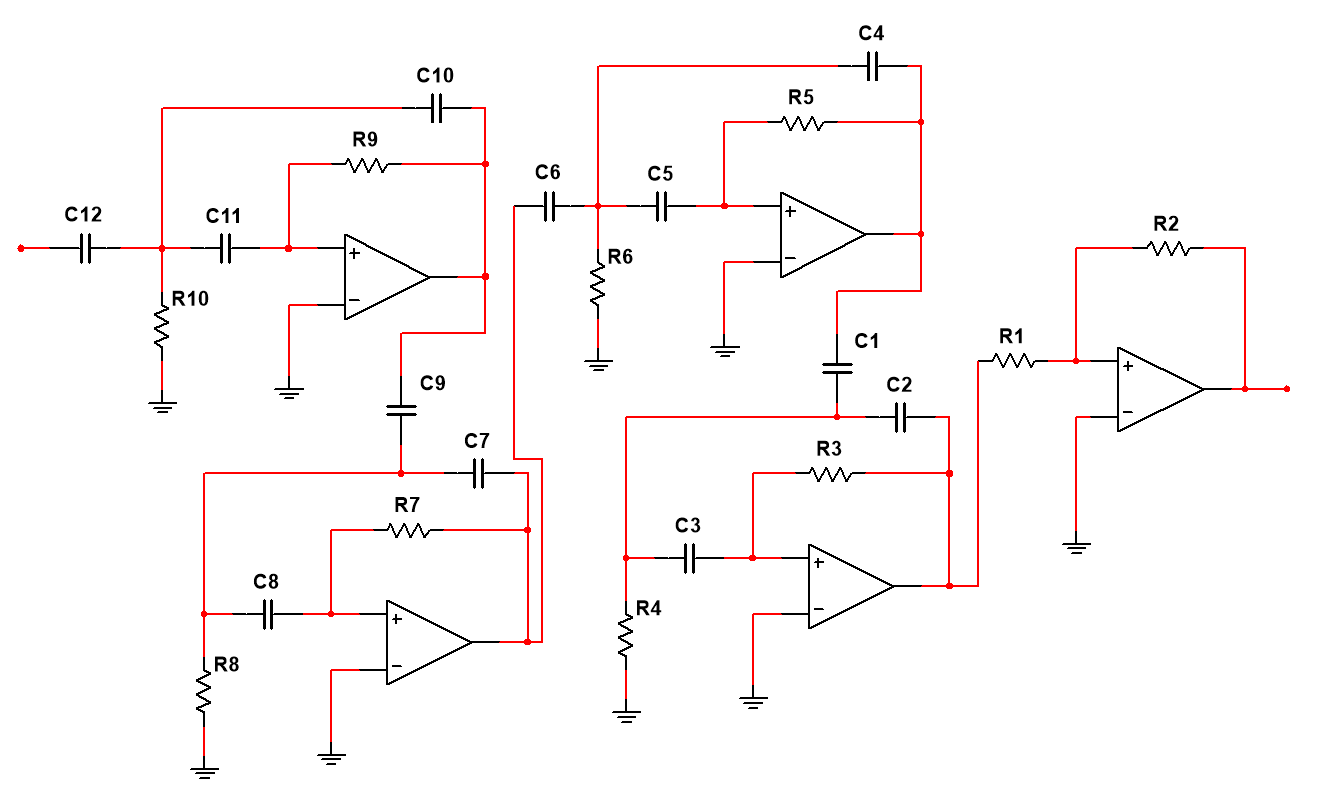 C4
C10
R5
R9
C6
C5
C12
C11
R2
R6
R10
R1
C1
C9
C2
C7
R3
R7
C3
C8
R4
R8
+
−
+
−
+
−
+
−
+
−